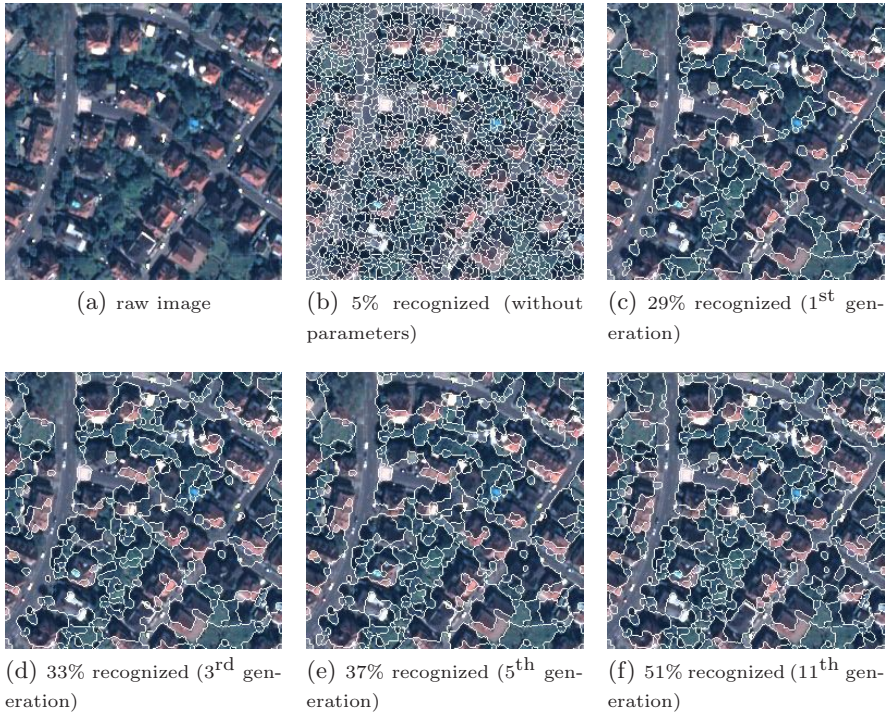 (a) raw image
(b) 5% recognized (without
parameters)
(c) 29% recognized (1st gen-
eration)
(d) 33% recognized (3rd gen-
eration)
(e) 37% recognized (5th gen-
eration)
(f) 51% recognized (11th gen-
eration)